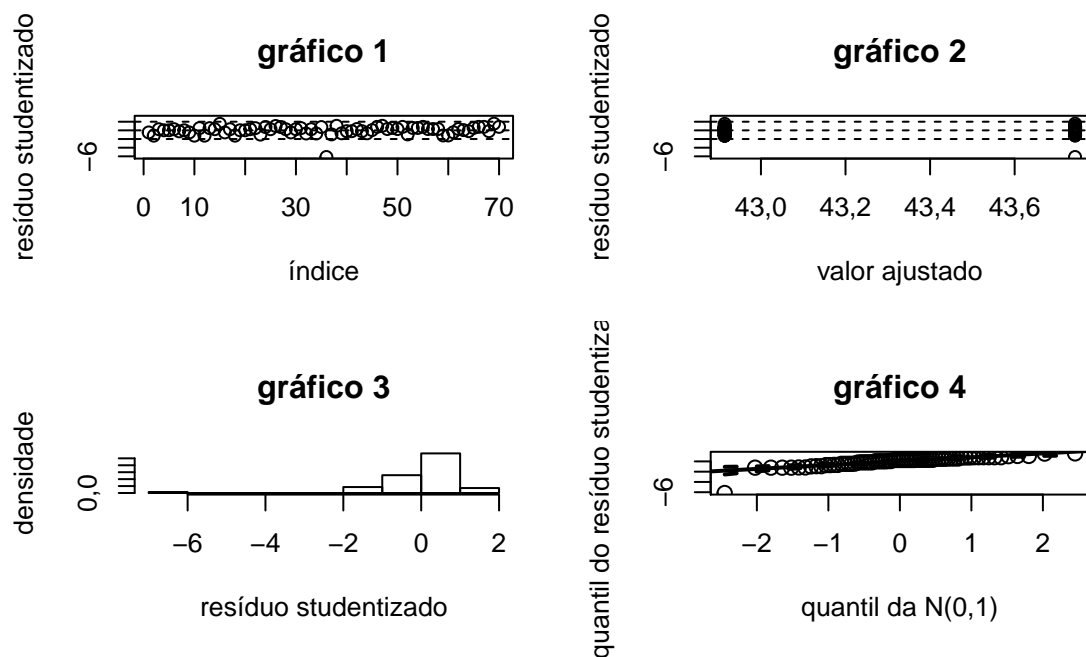 gráfico 1
resíduo studentizado
−6
0 10 30 50 70
índice
gráfico 2
resíduo studentizado
−6
43,0 43,2 43,4 43,6
valor ajustado
gráfico 3
densidade
0,0
−6 −4 −2 0 2
resíduo studentizado
gráfico 4
quantil do resíduo studentiza
−6
−2 −1 0 1 2
quantil da N(0,1)